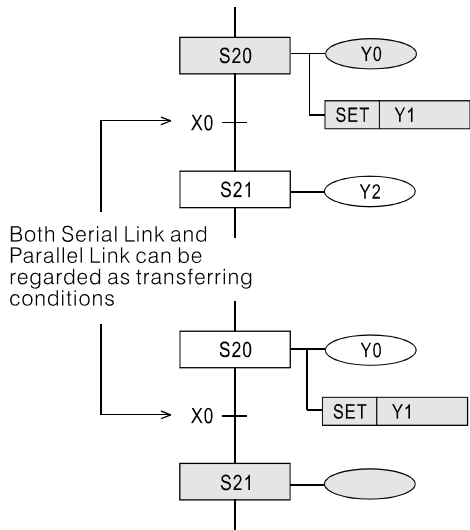 S20
Y0
SET Y1
X0
S21
Y2
Both Serial Link and
Parallel Link can be
regarded as transferring
conditions
S20
Y0
SET Y1
X0
S21